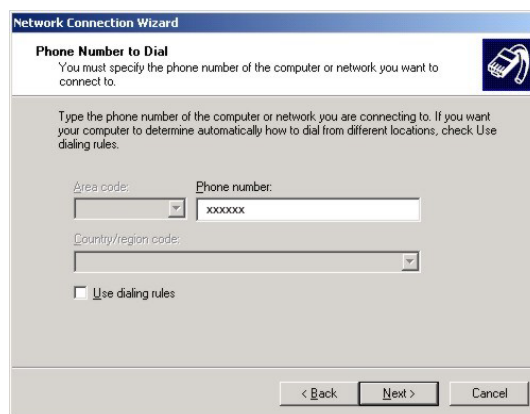 Network Connection Wizard
Phone Number to Dial
You must specify the phone number of the computer or network you want to
connect to.
Type the phone number of the computer or network you are connecting to. If you want
your computer to determine automatically how to dial from different locations, check Use
dialing rules.
Area code: Phone number:
xxxxxx
Country/region code:
Use dialing rules
< Back Next > Cancel